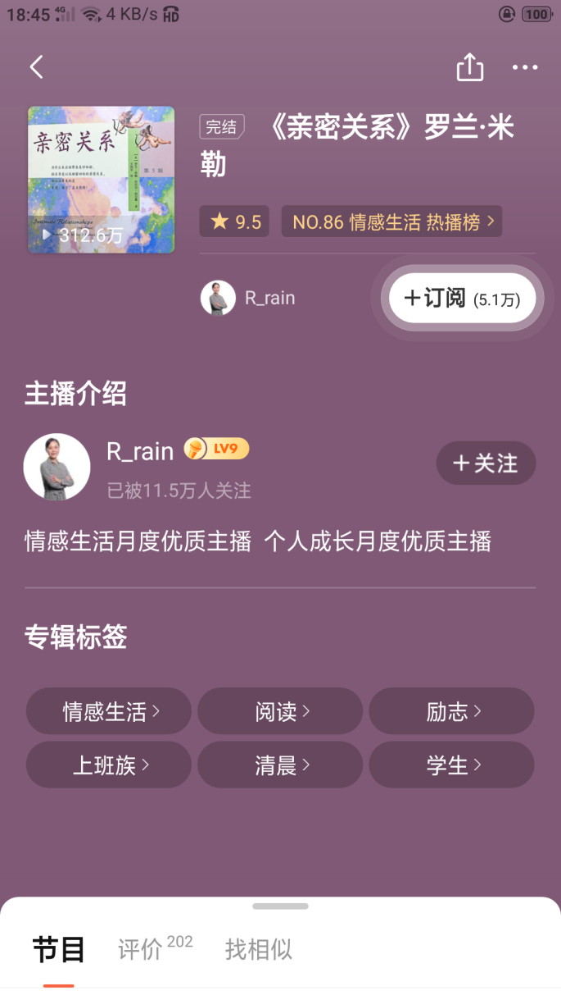 18:45 4G 4 KB/s HD 100
完结 《亲密关系》罗兰·米
勒
亲密关系
第5版
Intimate Relationships
312.6万
9.5 NO.86 情感生活 热播榜
R_rain +订阅 (5.1万)
主播介绍
R_rain LV9
+关注
已被11.5万人关注
情感生活月度优质主播 个人成长月度优质主播
专辑标签
情感生活 阅读 励志
上班族 清晨 学生
节目 评价 202 找相似